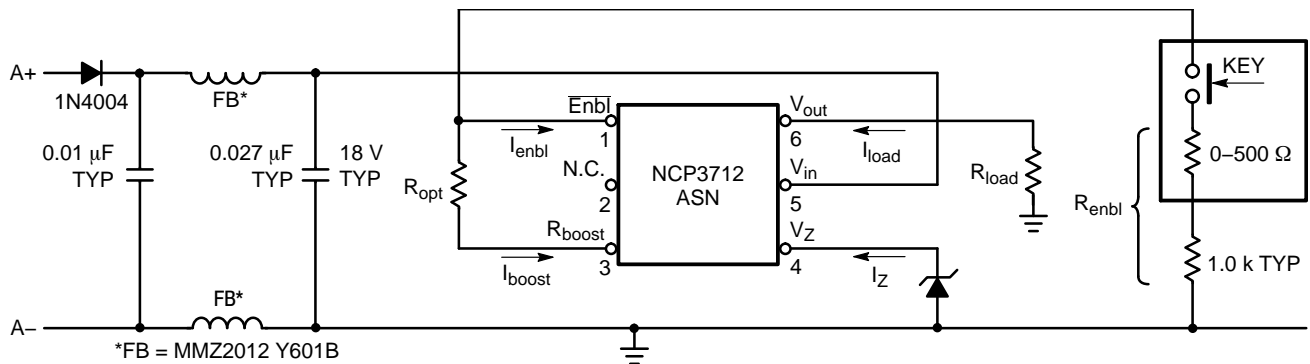 A+
1N4004
FB*
0.01 μF
TYP
0.027 μF
TYP
18 V
TYP
R_opt
Enbl
1
I_enbl
N.C.
2
R_boost
3
I_boost
NCP3712
ASN
V_out
6
I_load
V_in
5
V_Z
4
I_Z
R_load
KEY
0–500 Ω
R_enbl
1.0 k TYP
FB*
A–
*FB = MMZ2012 Y601B